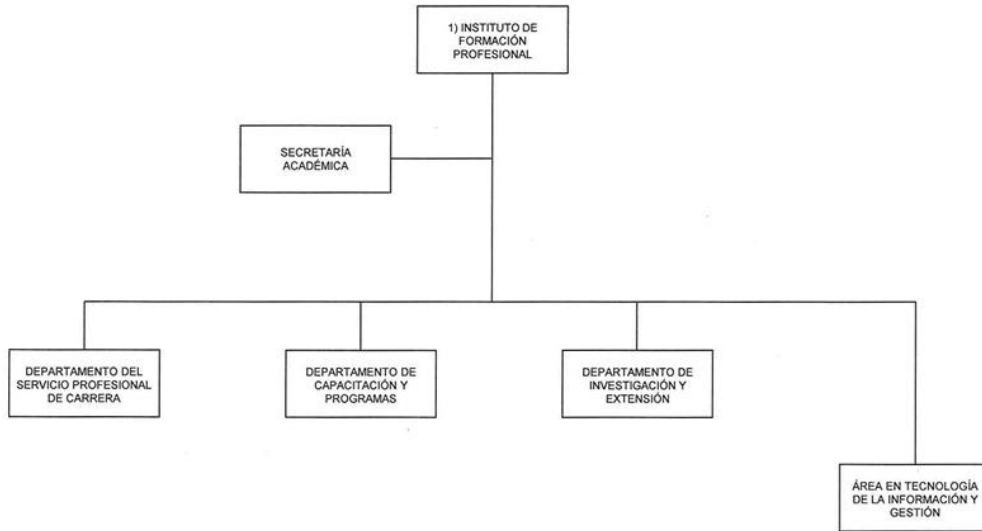 1) INSTITUTO DE
FORMACIÓN
PROFESIONAL
SECRETARÍA
ACADÉMICA
DEPARTAMENTO DEL
SERVICIO PROFESIONAL
DE CARRERA
DEPARTAMENTO DE
CAPACITACIÓN Y
PROGRAMAS
DEPARTAMENTO DE
INVESTIGACIÓN Y
EXTENSIÓN
ÁREA EN TECNOLOGÍA
DE LA INFORMACIÓN Y
GESTIÓN